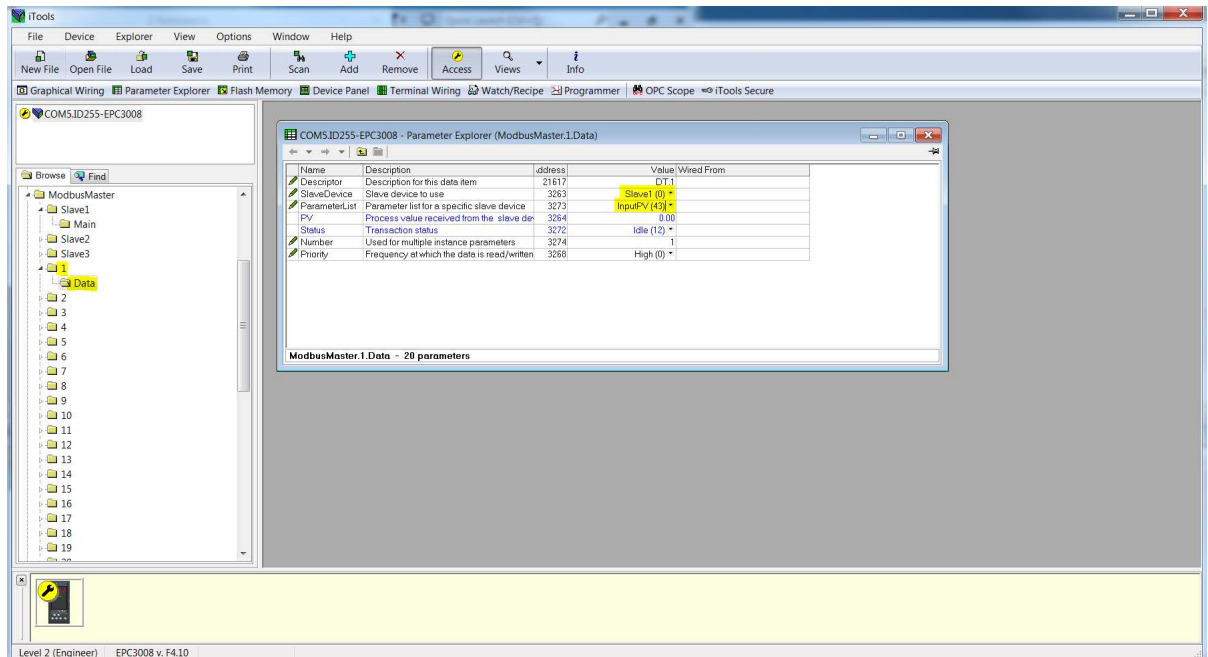 iTools
File Device Explorer View Options Window Help
New File Open File Load Save Print Scan Add Remove Access Views Info
Graphical Wiring Parameter Explorer Flash Memory Device Panel Terminal Wiring Watch/Recipe Programmer OPC Scope iTools Secure
COM5.ID255-EPC3008
Browse Find
ModbusMaster
Slave1
Main
Slave2
Slave3
1
Data
2
3
4
5
6
7
8
9
10
11
12
13
14
15
16
17
18
19
COM5.ID255-EPC3008 - Parameter Explorer (ModbusMaster.1.Data)
Name Description ddress Value Wired From
Descriptor Description for this data item 21617 DT.1
SlaveDevice Slave device to use 3263 Slave1 (0)
ParameterList Parameter list for a specific slave device 3273 InputPV (43)
PV Process value received from the slave de 3264 0.00
Status Transaction status 3272 Idle (12)
Number Used for multiple instance parameters 3274 1
Priority Frequency at which the data is read/written 3268 High (0)
ModbusMaster.1.Data - 20 parameters
Level 2 (Engineer) EPC3008 v. F4.10